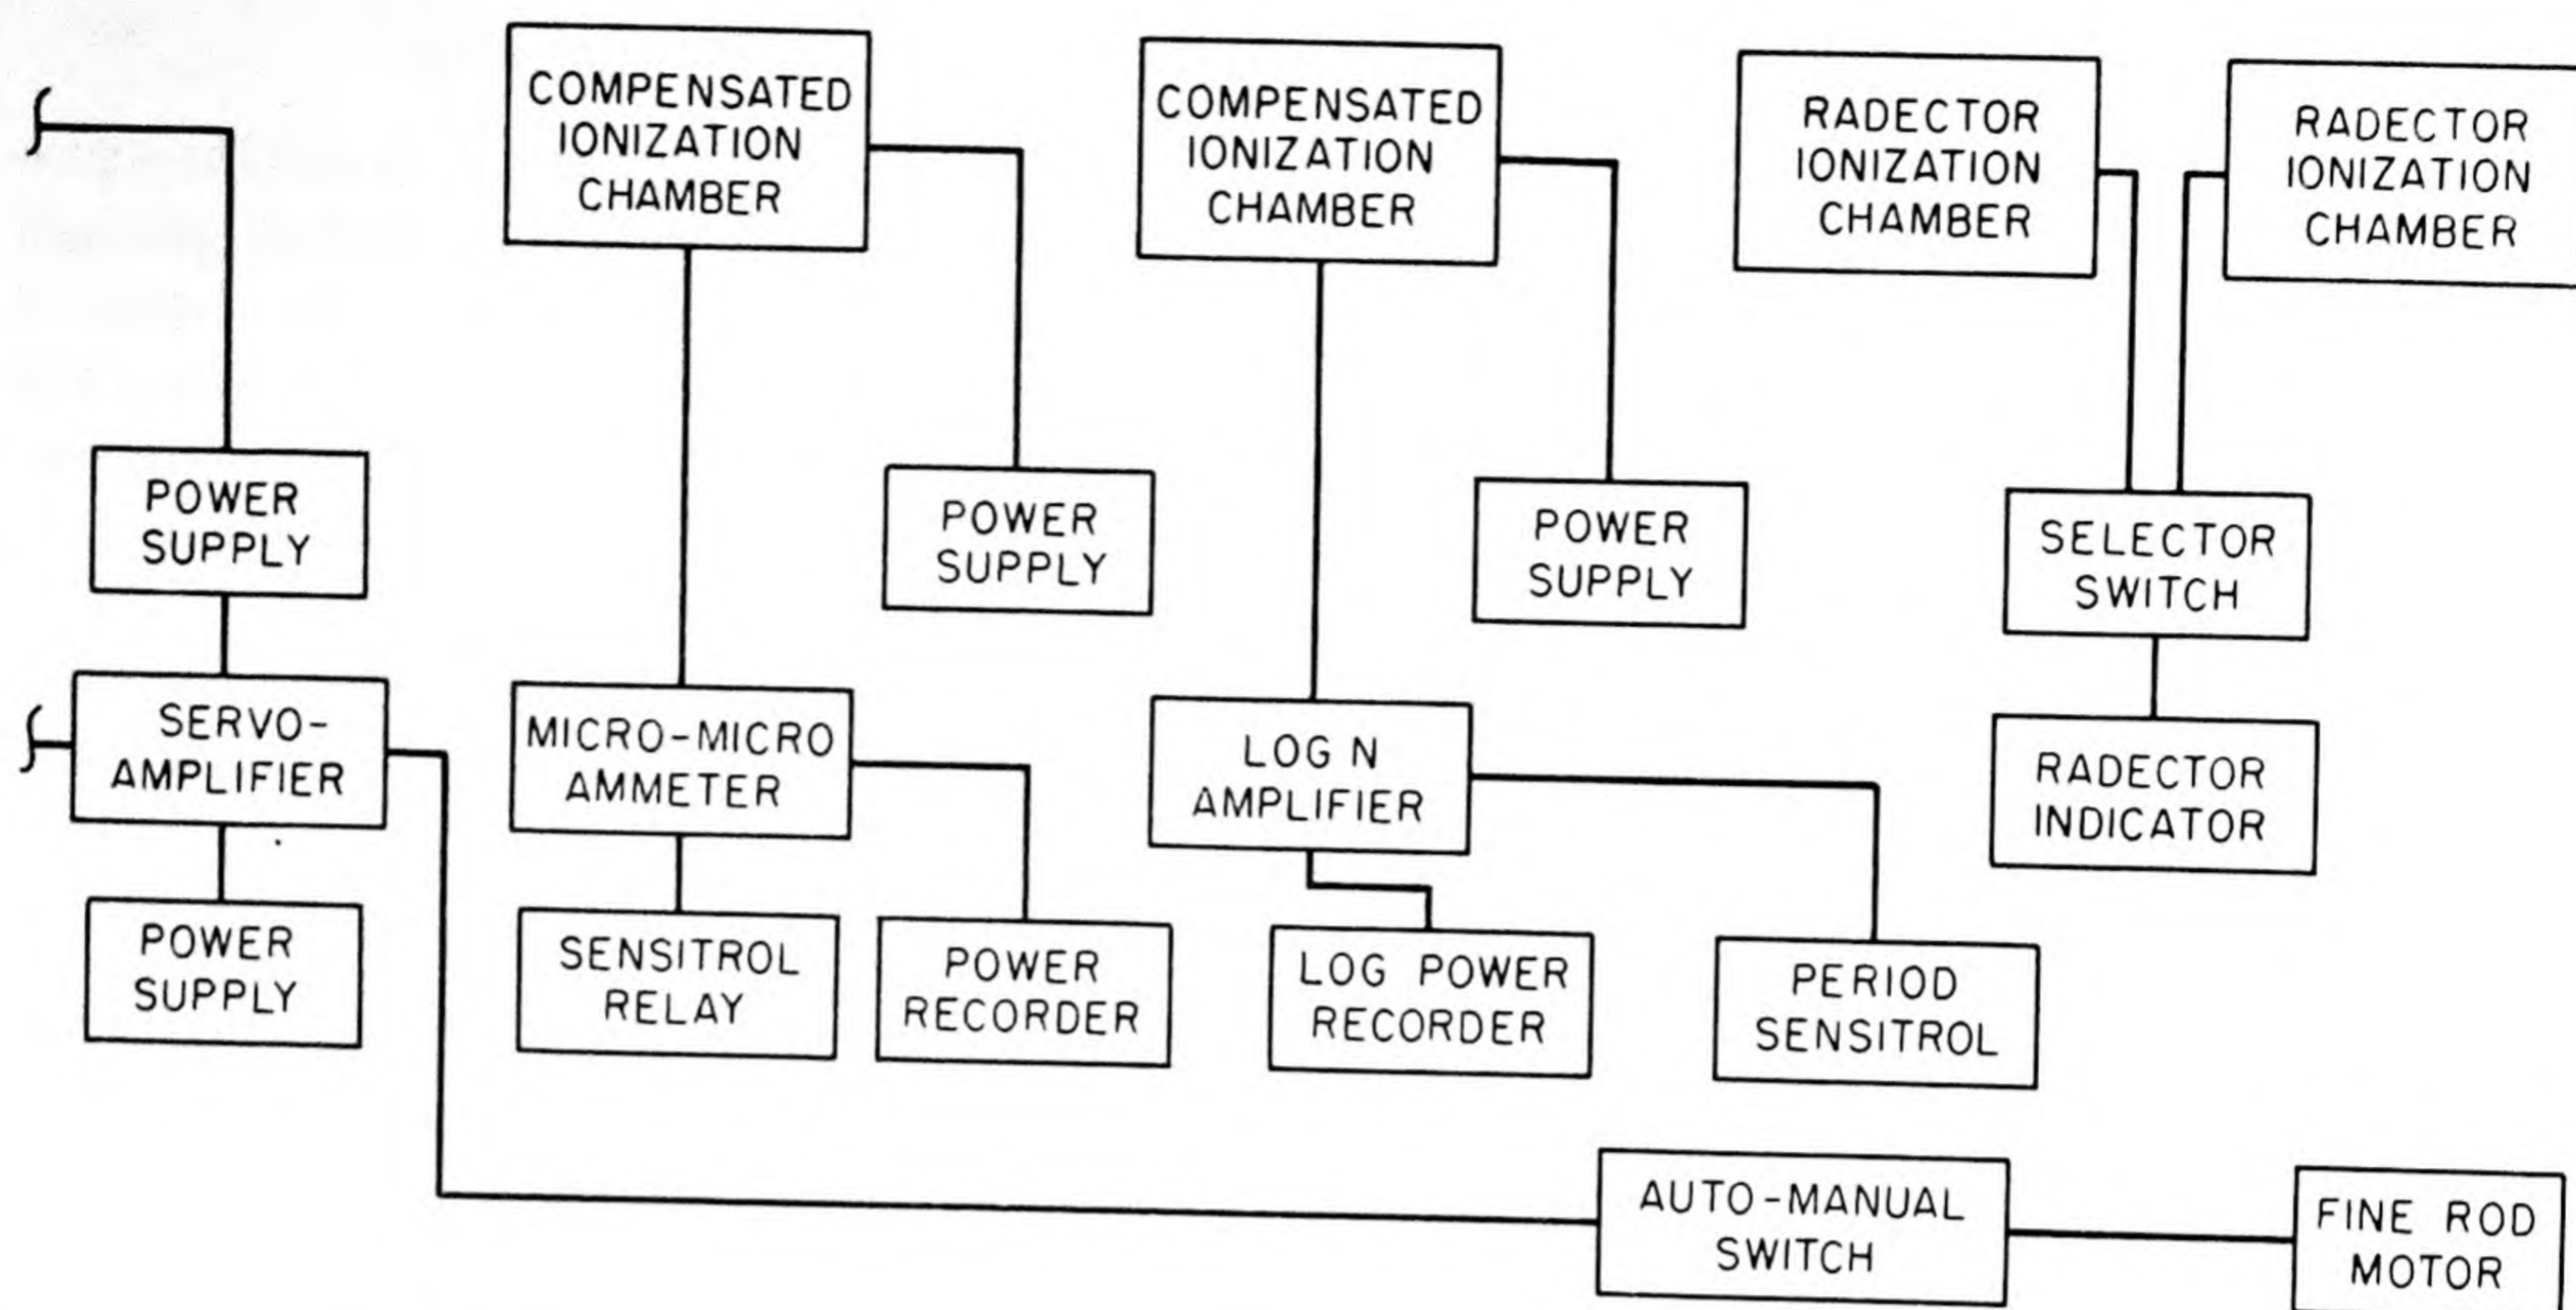 COMPENSATED
IONIZATION
CHAMBER
COMPENSATED
IONIZATION
CHAMBER
RADECTOR
IONIZATION
CHAMBER
RADECTOR
IONIZATION
CHAMBER
POWER
SUPPLY
POWER
SUPPLY
POWER
SUPPLY
SELECTOR
SWITCH
SERVO-
AMPLIFIER
MICRO-MICRO
AMMETER
LOG N
AMPLIFIER
RADECTOR
INDICATOR
POWER
SUPPLY
SENSITROL
RELAY
POWER
RECORDER
LOG POWER
RECORDER
PERIOD
SENSITROL
AUTO-MANUAL
SWITCH
FINE ROD
MOTOR